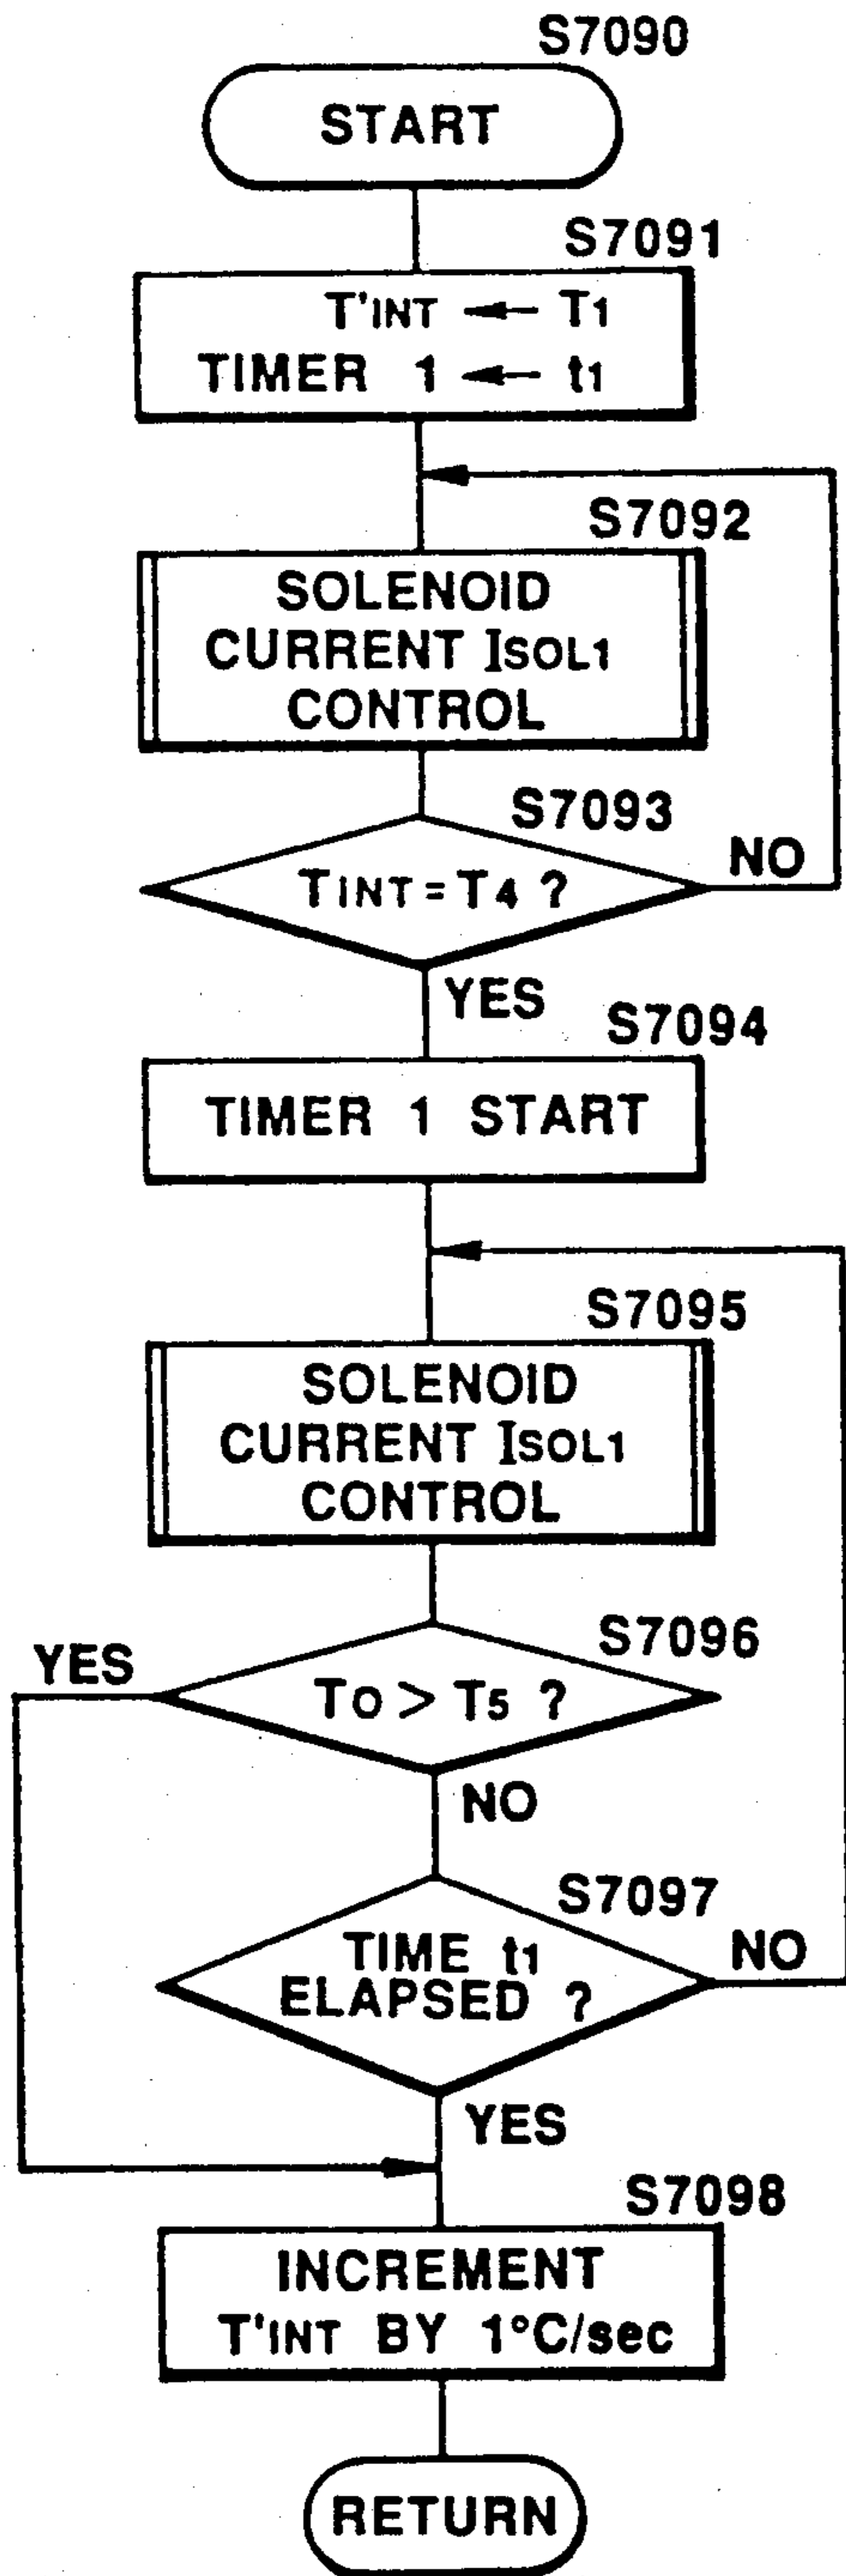 S7090
START
S7091
T'INT ← T1
TIMER 1 ← t1
S7092
SOLENOID
CURRENT ISOL1
CONTROL
S7093
TINT = T4 ?
NO
YES
S7094
TIMER 1 START
S7095
SOLENOID
CURRENT ISOL1
CONTROL
S7096
YES
TO > T5 ?
NO
S7097
TIME t1
ELAPSED ?
NO
YES
S7098
INCREMENT
T'INT BY 1°C/sec
RETURN